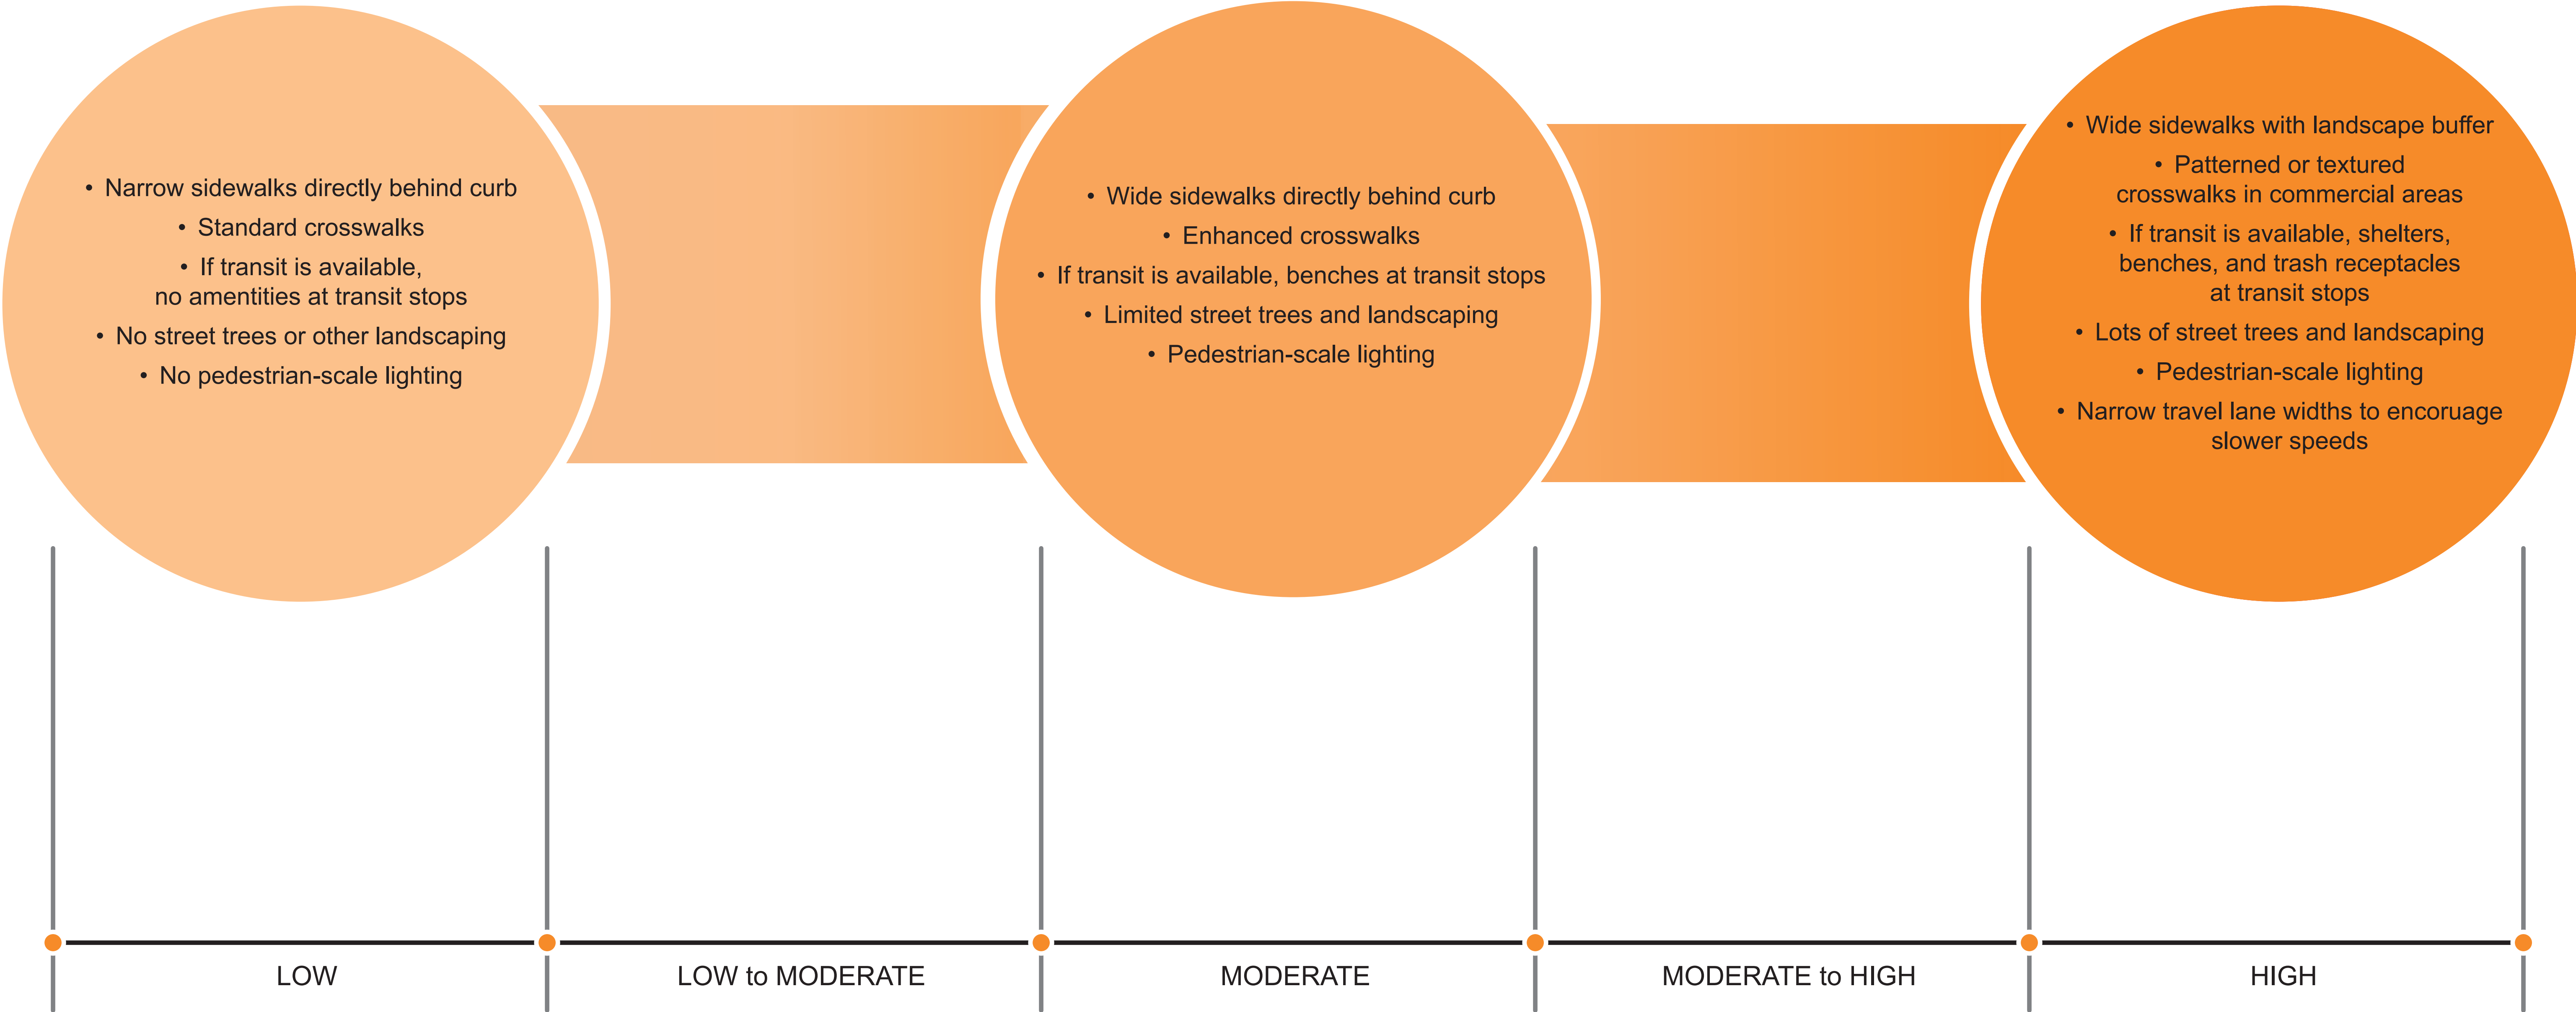 • Narrow sidewalks directly behind curb
• Standard crosswalks
• If transit is available,
no amentities at transit stops
• No street trees or other landscaping
• No pedestrian-scale lighting
• Wide sidewalks directly behind curb
• Enhanced crosswalks
• If transit is available, benches at transit stops
• Limited street trees and landscaping
• Pedestrian-scale lighting
• Wide sidewalks with landscape buffer
• Patterned or textured
crosswalks in commercial areas
• If transit is available, shelters,
benches, and trash receptacles
at transit stops
• Lots of street trees and landscaping
• Pedestrian-scale lighting
• Narrow travel lane widths to encoruage
slower speeds
LOW
LOW to MODERATE
MODERATE
MODERATE to HIGH
HIGH